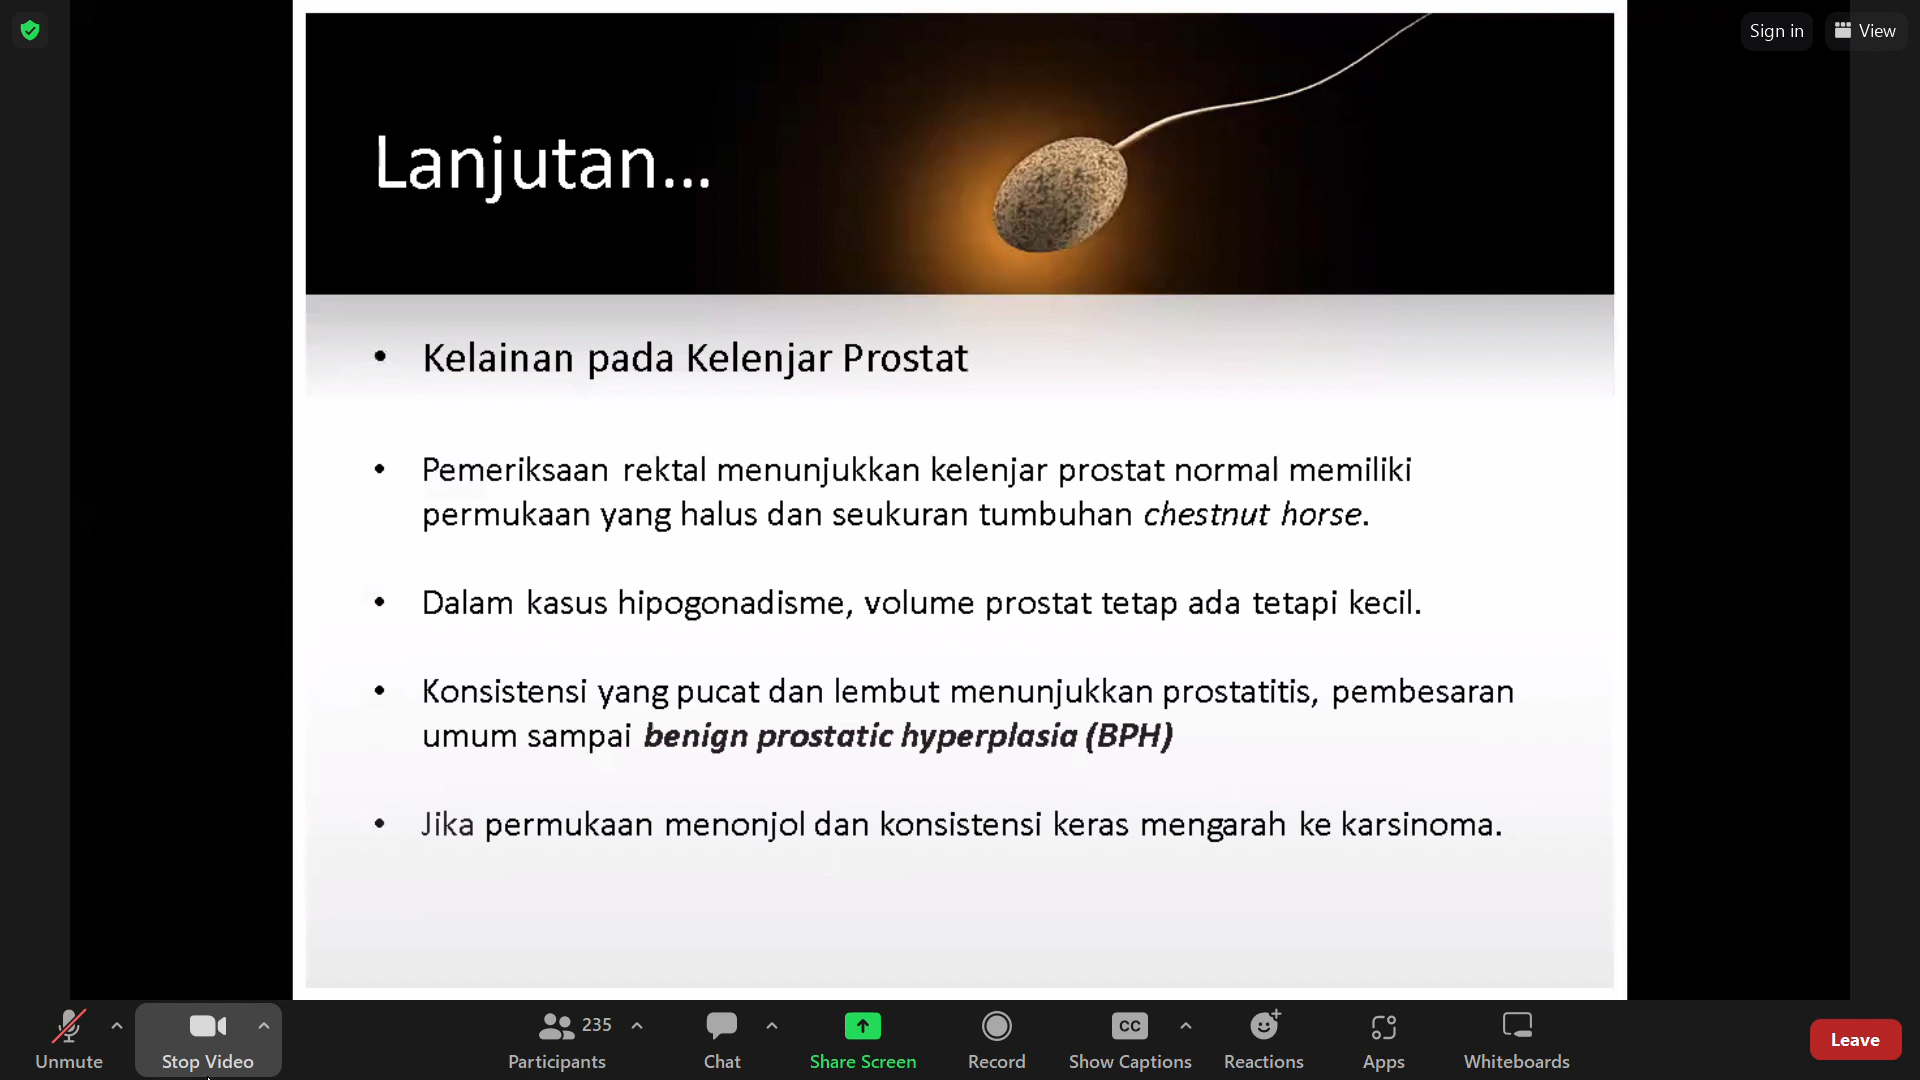 Sign in
View
Lanjutan...
• Kelainan pada Kelenjar Prostat
• Pemeriksaan rektal menunjukkan kelenjar prostat normal memiliki
permukaan yang halus dan seukuran tumbuhan chestnut horse.
• Dalam kasus hipogonadisme, volume prostat tetap ada tetapi kecil.
• Konsistensi yang pucat dan lembut menunjukkan prostatitis, pembesaran
umum sampai benign prostatic hyperplasia (BPH)
• Jika permukaan menonjol dan konsistensi keras mengarah ke karsinoma.
Unmute
Stop Video
235
Participants
Chat
Share Screen
Record
CC
Show Captions
Reactions
Apps
Whiteboards
Leave